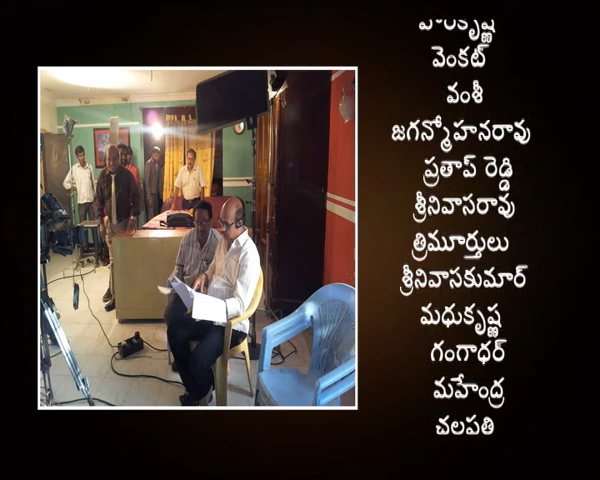 వెంకట్
వంశీ
జగన్మోహనరావు
ప్రతాప్ రెడ్డి
శ్రీనివాసరావు
త్రిమూర్తులు
శ్రీనివాసకుమార్
మధుకృష్ణ
గంగాధర్
మహేంద్ర
చలపతి